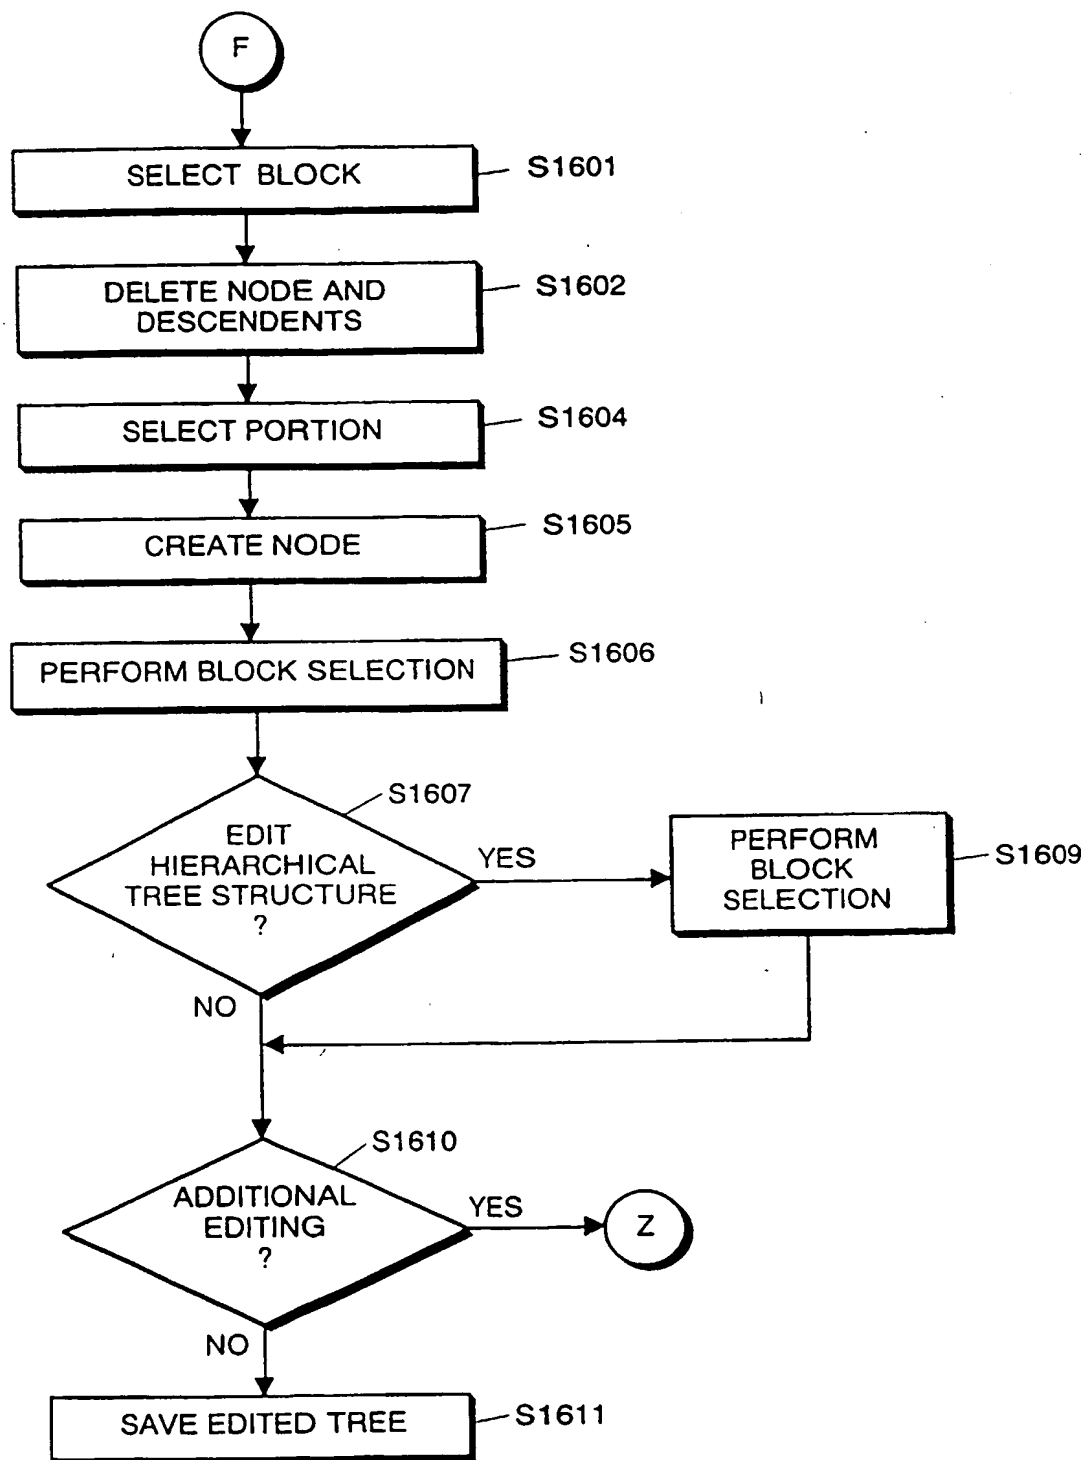 F
SELECT BLOCK
S1601
DELETE NODE AND
DESCENDENTS
S1602
SELECT PORTION
S1604
CREATE NODE
S1605
PERFORM BLOCK SELECTION
S1606
S1607
EDIT
HIERARCHICAL
TREE STRUCTURE
?
YES
PERFORM
BLOCK
SELECTION
S1609
NO
S1610
ADDITIONAL
EDITING
?
YES
Z
NO
SAVE EDITED TREE
S1611